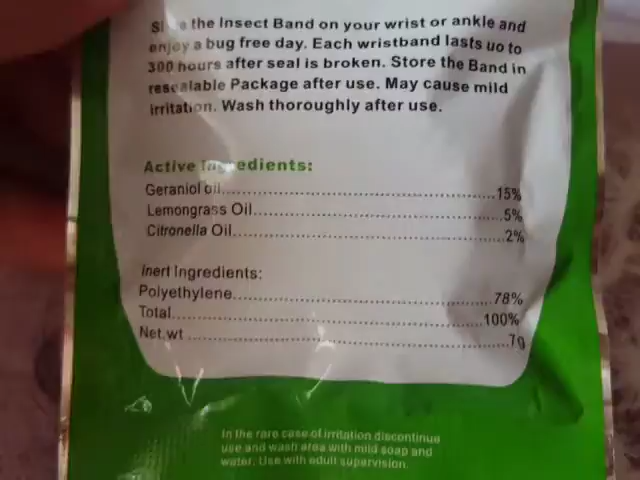 Slide the Insect Band on your wrist or ankle and
enjoy a bug free day. Each wristband lasts uo to
300 hours after seal is broken. Store the Band in
resealable Package after use. May cause mild
irritation. Wash thoroughly after use.
Active Ingredients:
Geraniol oil..........15%
Lemongrass Oil..........5%
Citronella Oil..........2%
Inert Ingredients:
Polyethylene..........78%
Total..........100%
Net.wt..........7g
In the rare case of irritation discontinue
use and wash area with mild soap and
water. Use with adult supervision.